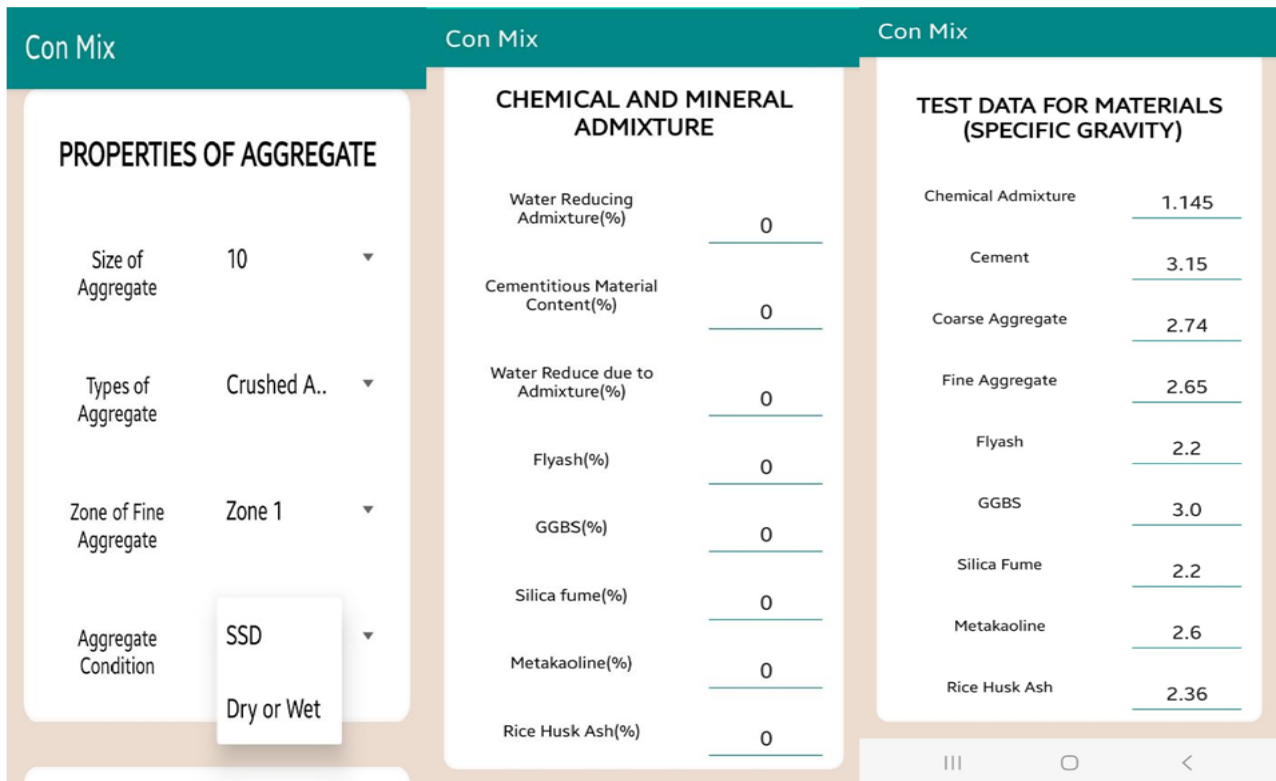 Con Mix
PROPERTIES OF AGGREGATE
Size of
Aggregate
10
Types of
Aggregate
Crushed A..
Zone of Fine
Aggregate
Zone 1
Aggregate
Condition
SSD
Dry or Wet
Con Mix
CHEMICAL AND MINERAL
ADMIXTURE
Water Reducing
Admixture(%)
0
Cementitious Material
Content(%)
0
Water Reduce due to
Admixture(%)
0
Flyash(%)
0
GGBS(%)
0
Silica fume(%)
0
Metakaoline(%)
0
Rice Husk Ash(%)
0
Con Mix
TEST DATA FOR MATERIALS
(SPECIFIC GRAVITY)
Chemical Admixture
1.145
Cement
3.15
Coarse Aggregate
2.74
Fine Aggregate
2.65
Flyash
2.2
GGBS
3.0
Silica Fume
2.2
Metakaoline
2.6
Rice Husk Ash
2.36